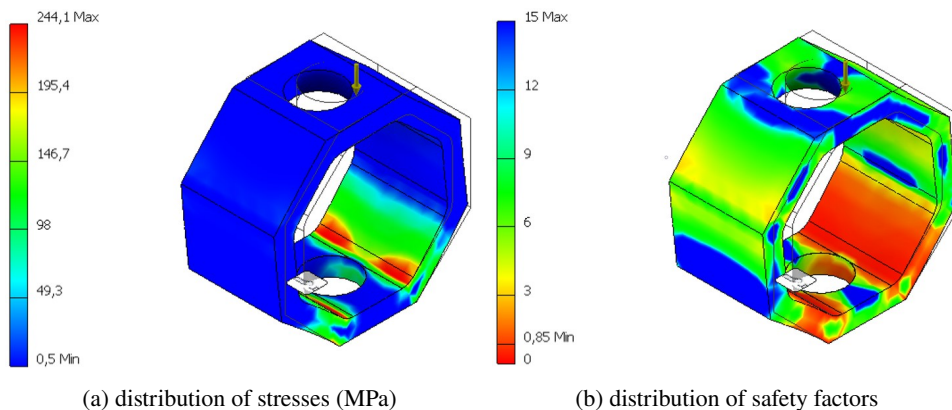 244,1 Max
195,4
146,7
98
49,3
0,5 Min
15 Max
12
9
6
3
0,85 Min
0
(a) distribution of stresses (MPa)
(b) distribution of safety factors